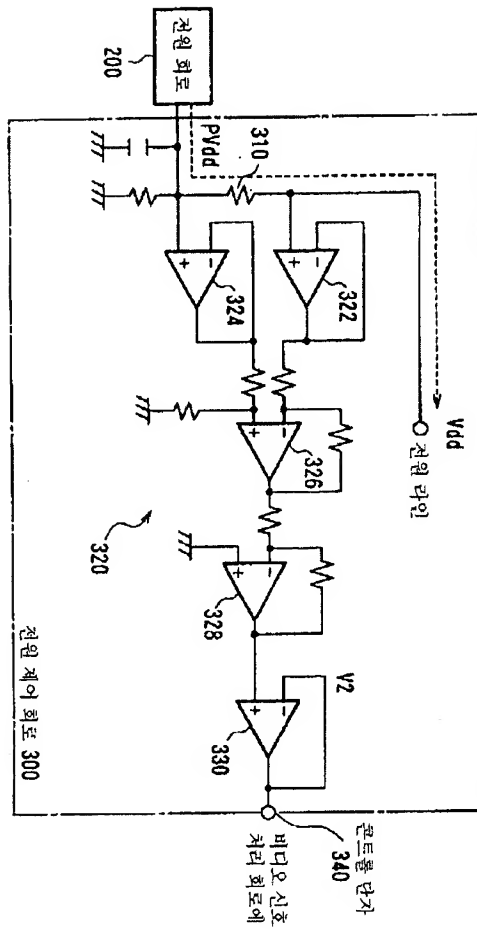 전원 회로
200
PVdd
310
Vdd
전원 라인
322
324
326
320
328
V2
330
340
콘트롤 단자
비디오 신호
처리 회로에
전원 제어 회로 300